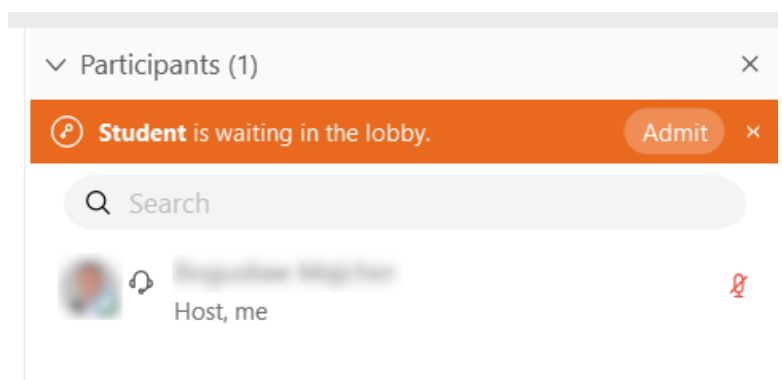 Participants (1)
Student is waiting in the lobby. Admit
Search
Host, me